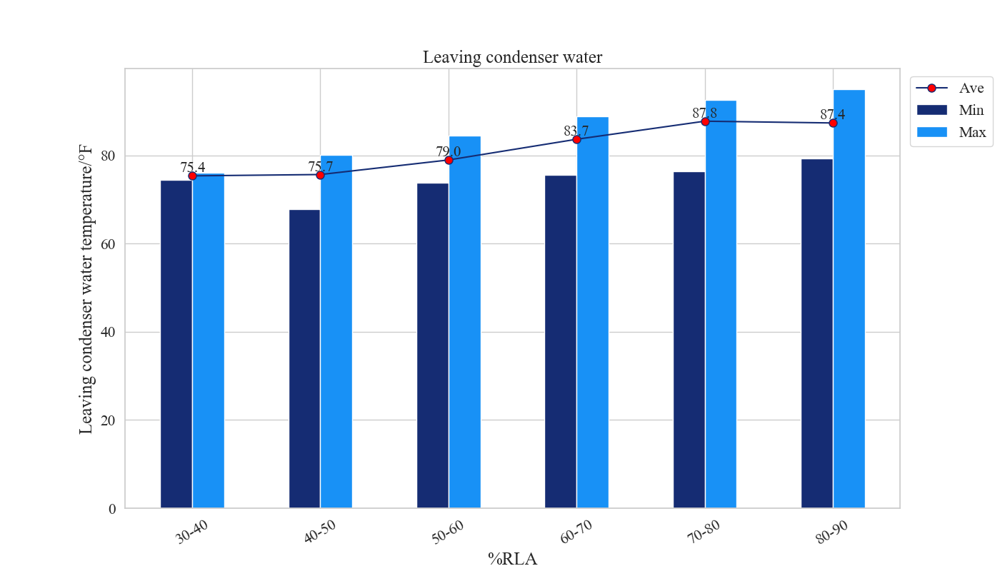 Leaving condenser water
Ave
Min
Max
75.4
75.7
79.0
83.7
87.8
87.4
80
60
40
20
0
Leaving condenser water temperature/°F
30-40
40-50
50-60
60-70
70-80
80-90
%RLA